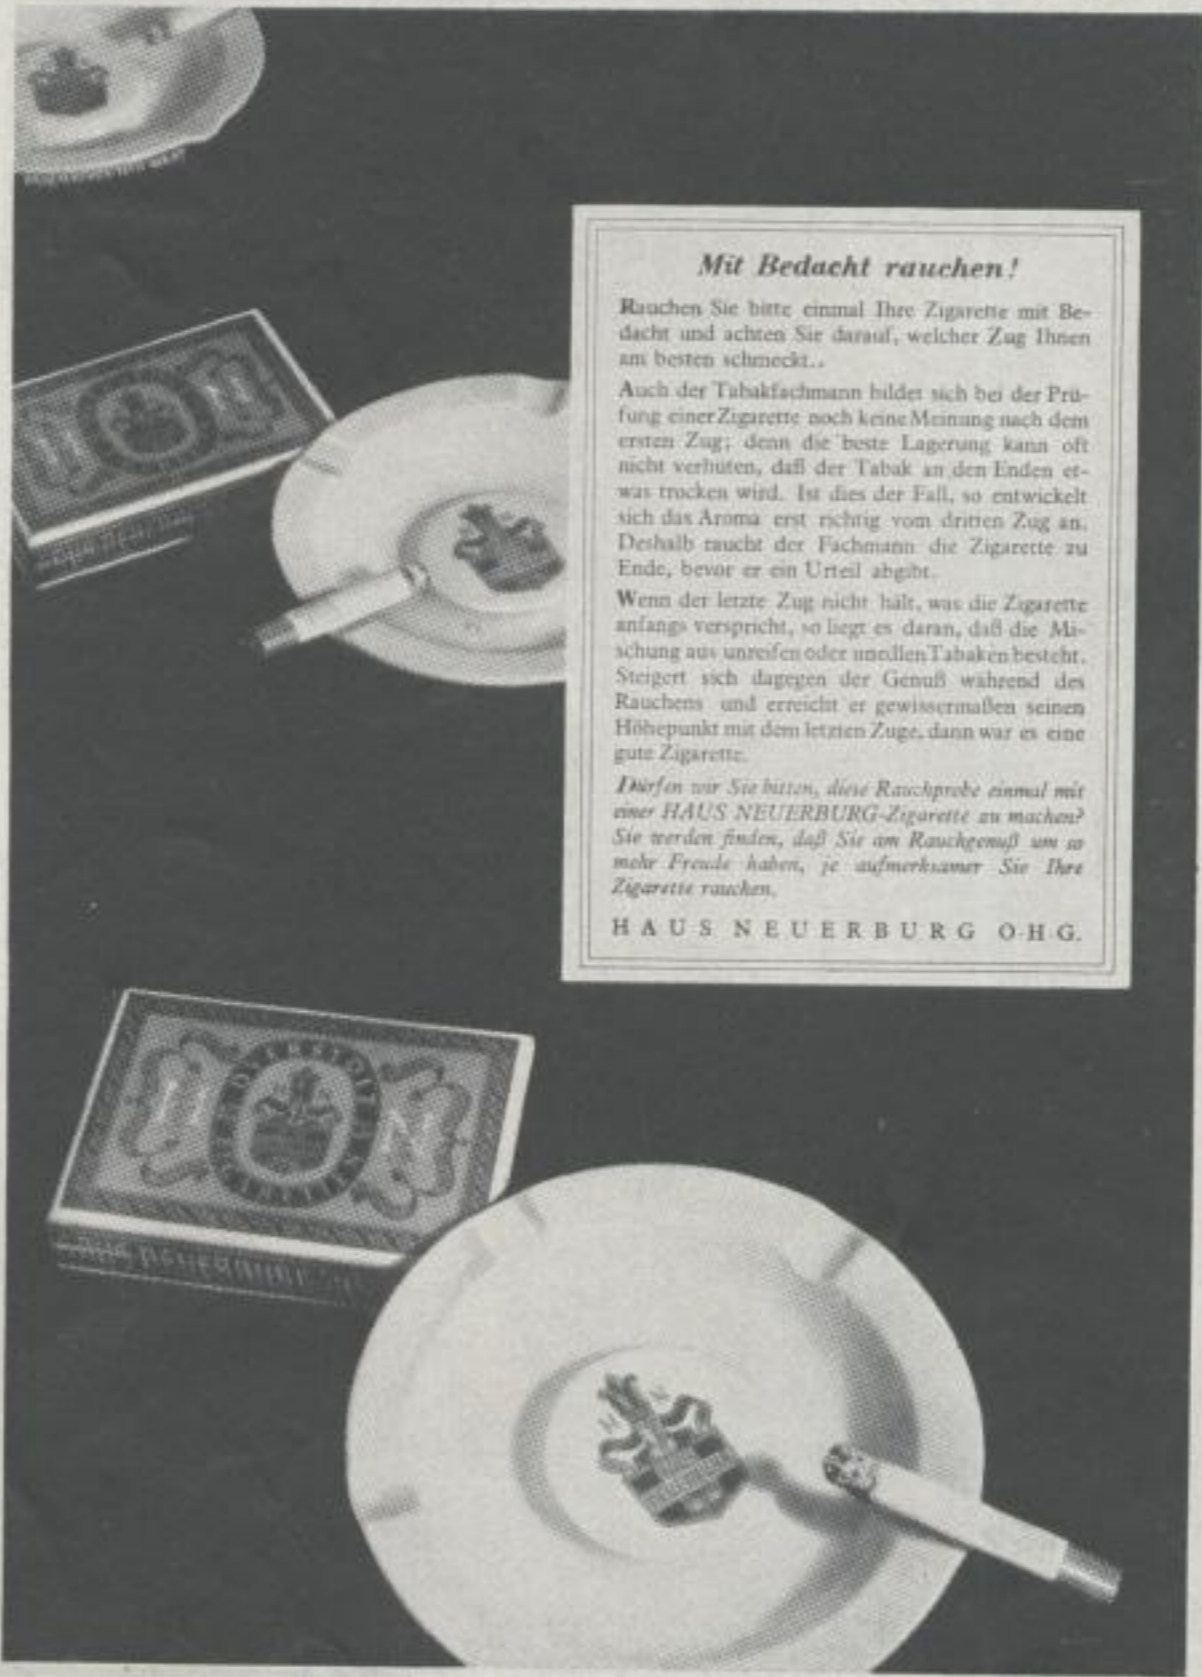 Mit Bedacht rauchen!
Rauchen Sie bitte einmal Ihre Zigarette mit Be-
dacht und achten Sie darauf, welcher Zug Ihnen
am besten schmeckt..
Auch der Tabakfachmann bildet sich bei der Prü-
fung einer Zigarette noch keine Meinung nach dem
ersten Zug; denn die beste Lagerung kann oft
nicht verhüten, daß der Tabak an den Enden et-
was trocken wird. Ist dies der Fall, so entwickelt
sich das Aroma erst richtig vom dritten Zug an.
Deshalb raucht der Fachmann die Zigarette zu
Ende, bevor er ein Urteil abgibt.
Wenn der letzte Zug nicht hält, was die Zigarette
anfangs verspricht, so liegt es daran, daß die Mi-
schung aus unreifen oder unedlen Tabaken besteht.
Steigert sich dagegen der Genuß während des
Rauchens und erreicht er gewissermaßen seinen
Höhepunkt mit dem letzten Zuge, dann war es eine
gute Zigarette.
Dürfen wir Sie bitten, diese Rauchprobe einmal mit
einer HAUS NEUERBURG-Zigarette zu machen?
Sie werden finden, daß Sie am Rauchgenuß um so
mehr Freude haben, je aufmerksamer Sie Ihre
Zigarette rauchen.
HAUS NEUERBURG O·H·G.
H N
OVERSTOLZ
HAUS NEUERBURG